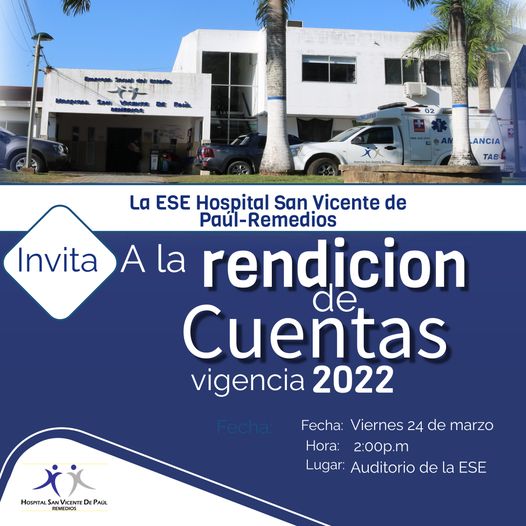 Empresa Social del Estado
HOSPITAL SAN VICENTE DE PAÚL
REMEDIOS
02
AMBULANCIA
TAB
La ESE Hospital San Vicente de
Paúl-Remedios
Invita
A la rendicion
de
Cuentas
vigencia 2022
Fecha:
Fecha: Viernes 24 de marzo
Hora: 2:00p.m
Lugar: Auditorio de la ESE
HOSPITAL SAN VICENTE DE PAÚL
REMEDIOS